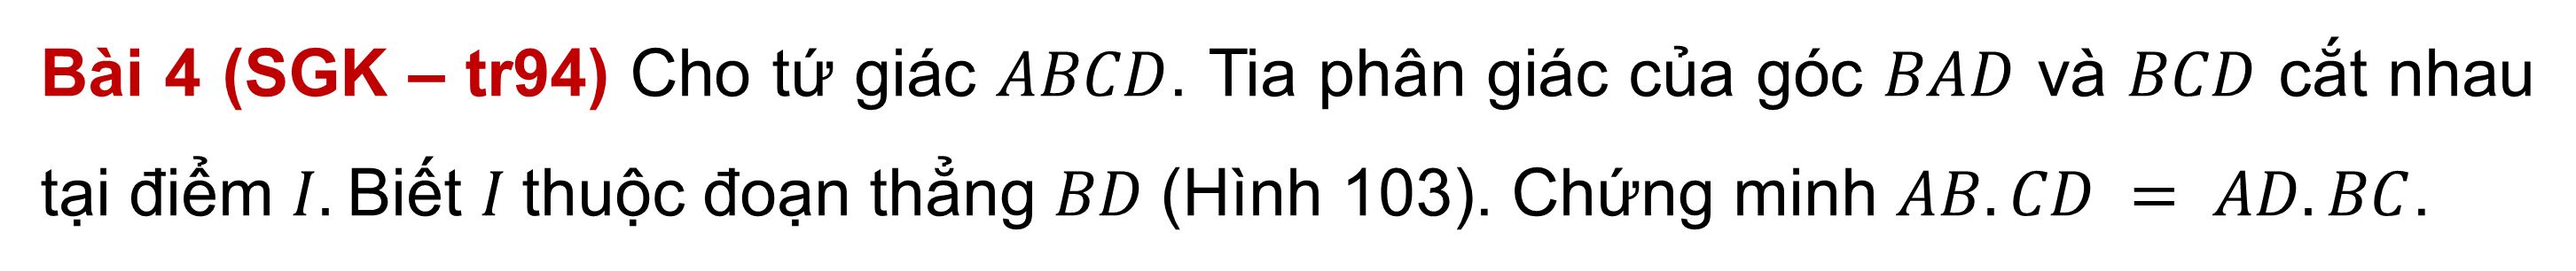 Bài 4 (SGK – tr94) Cho tứ giác ABCD. Tia phân giác của góc BAD và BCD cắt nhau
tại điểm I. Biết I thuộc đoạn thẳng BD (Hình 103). Chứng minh AB.CD = AD.BC.